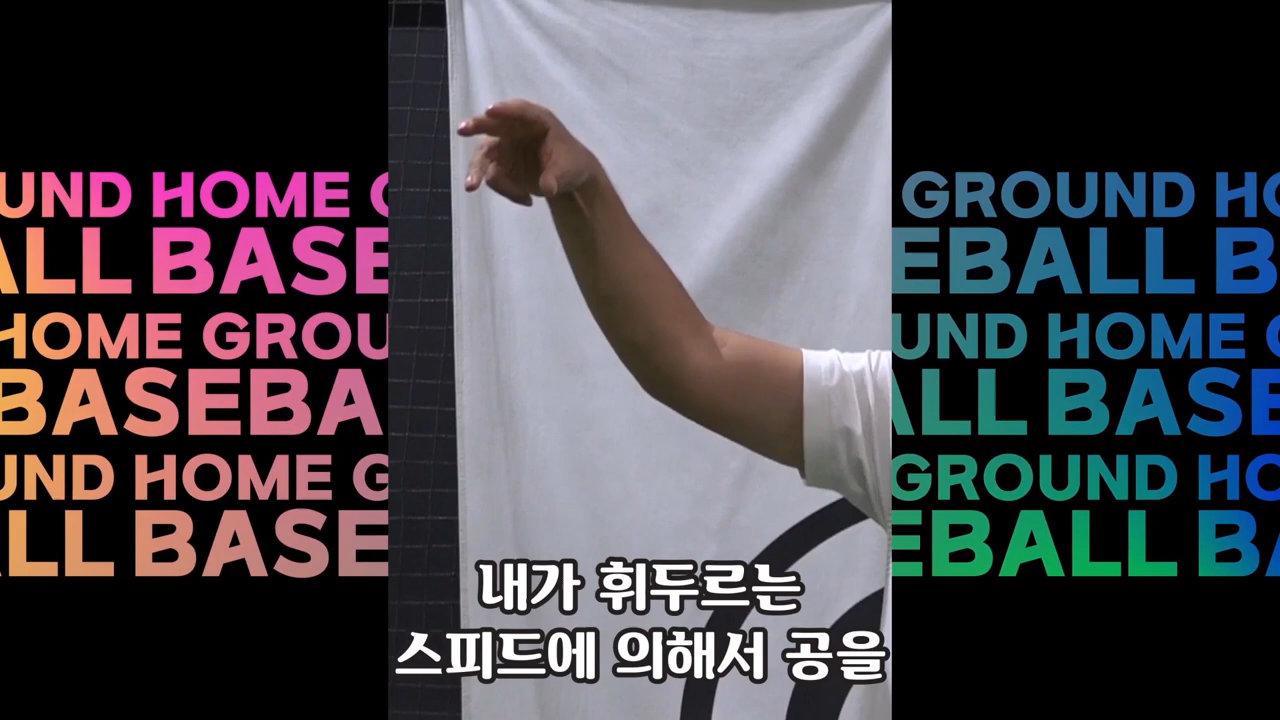 UND HOME G
ALL BASEB
HOME GROU
BASEBA
UND HOME G
ALL BASE
GROUND HO
EBALL B
UND HOME G
ALL BASE
GROUND HO
EBALL BA
내가 휘두르는
스피드에 의해서 공을